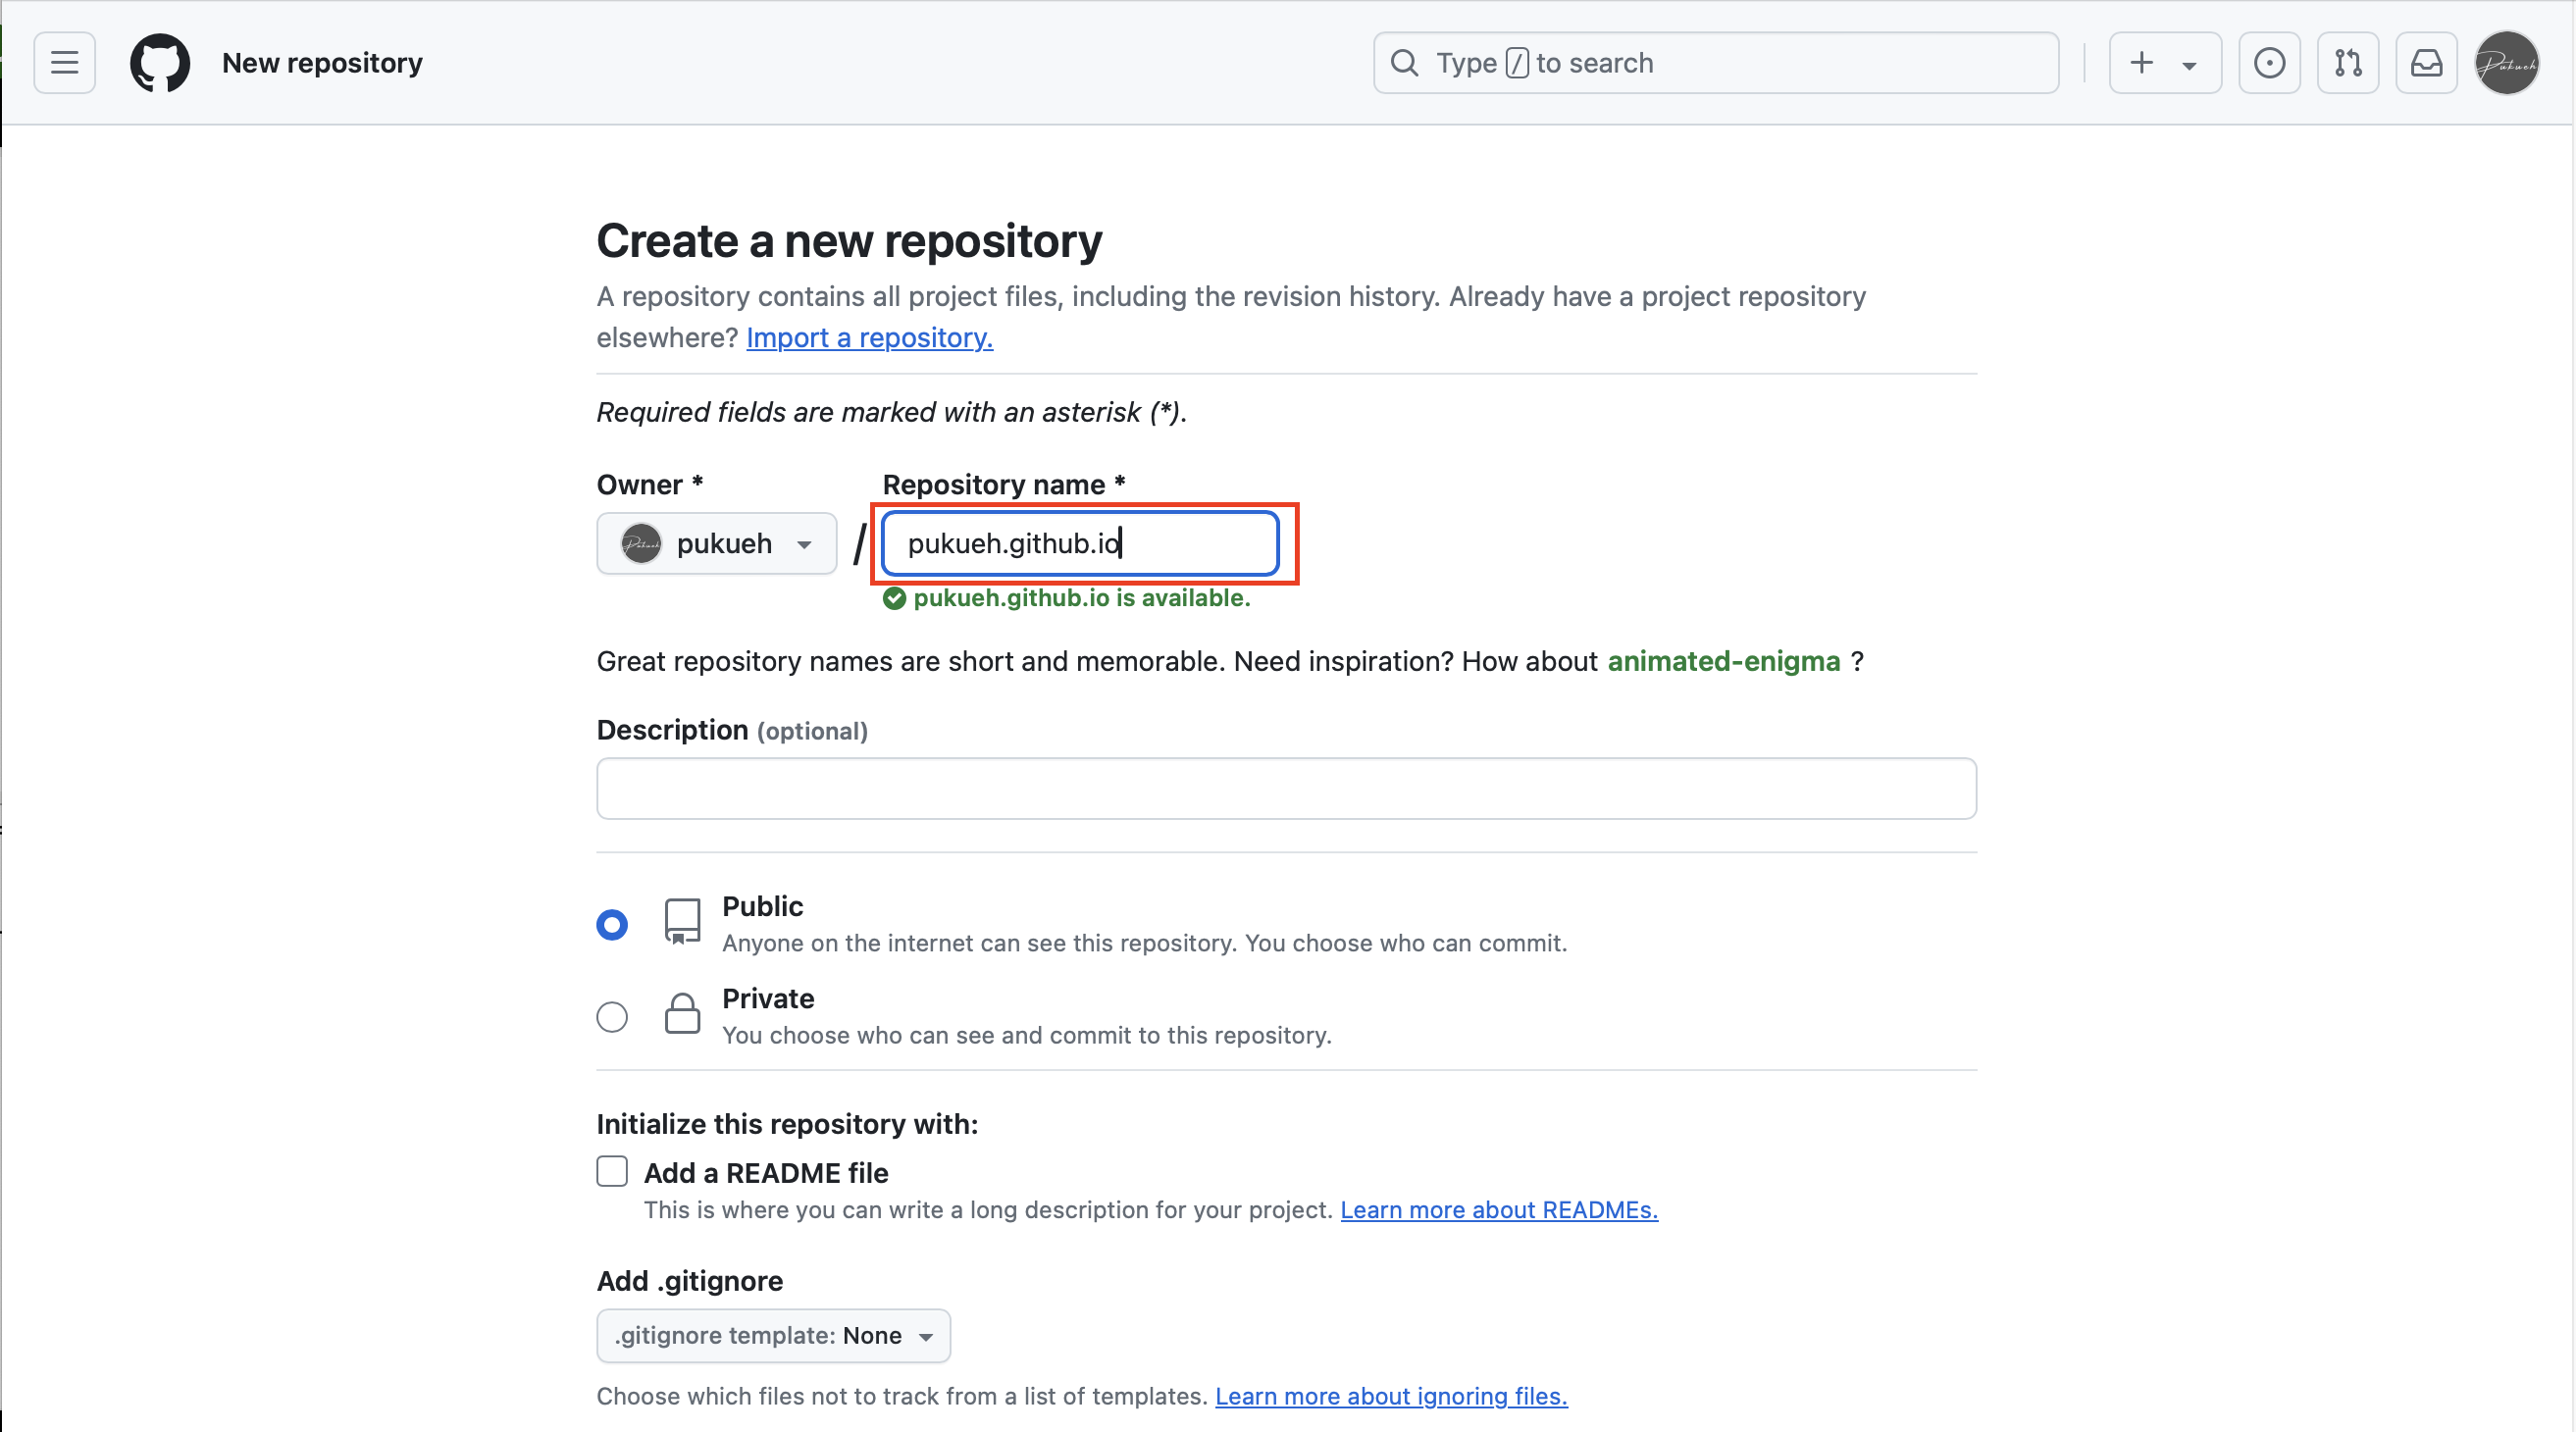 New repository
Type / to search
Pukueh
Create a new repository
A repository contains all project files, including the revision history. Already have a project repository
elsewhere? Import a repository.
Required fields are marked with an asterisk (*).
Owner *
Repository name *
Pukueh
pukueh
/
pukueh.github.io
pukueh.github.io is available.
Great repository names are short and memorable. Need inspiration? How about animated-enigma ?
Description (optional)
Public
Anyone on the internet can see this repository. You choose who can commit.
Private
You choose who can see and commit to this repository.
Initialize this repository with:
Add a README file
This is where you can write a long description for your project. Learn more about READMEs.
Add .gitignore
.gitignore template: None
Choose which files not to track from a list of templates. Learn more about ignoring files.